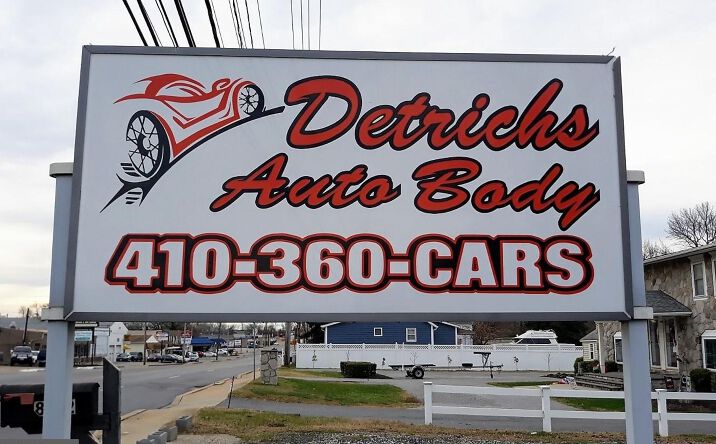 Detrichs
Auto Body
410-360-CARS